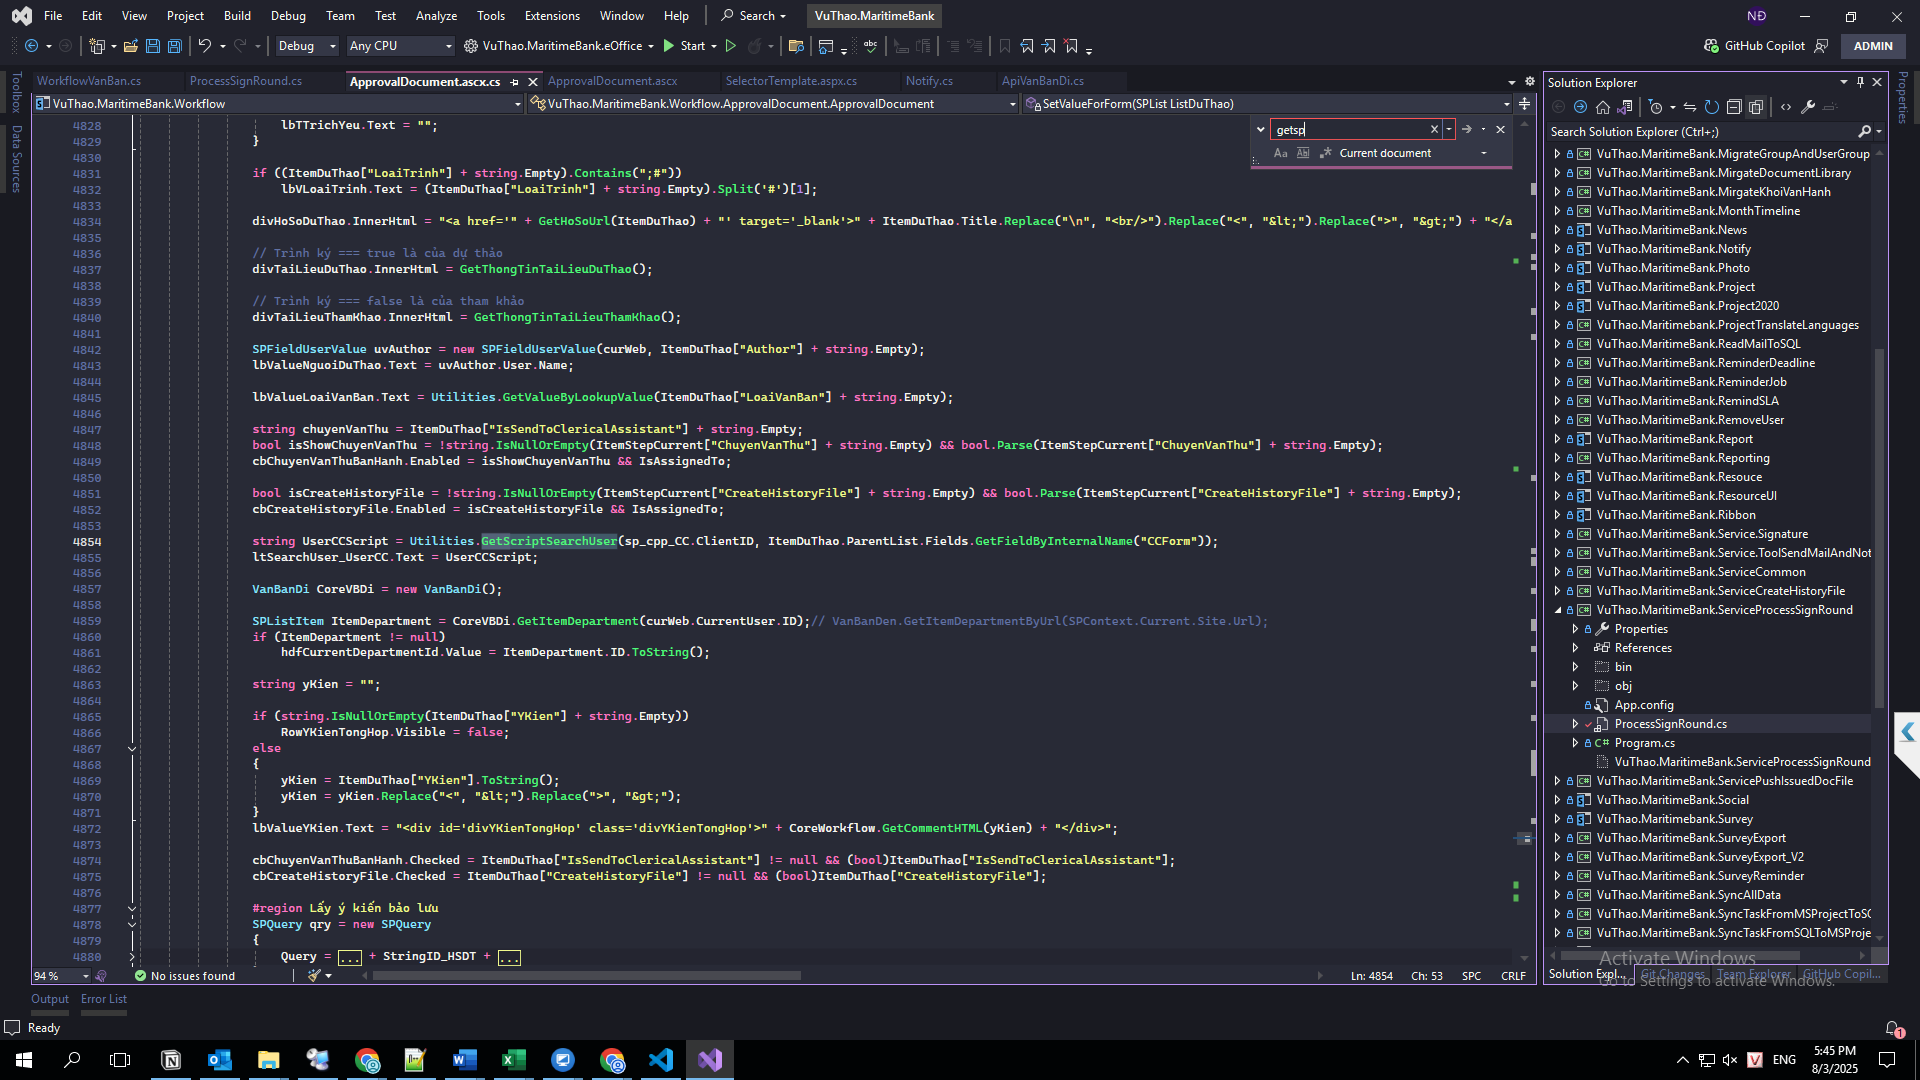 File Edit View Project Build Debug Team Test Analyze Tools Extensions Window Help Search VuThao.MaritimeBank NĐ
Debug Any CPU VuThao.MaritimeBank.eOffice Start GitHub Copilot ADMIN
WorkflowVanBan.cs ProcessSignRound.cs ApprovalDocument.ascx.cs ApprovalDocument.ascx SelectorTemplate.aspx.cs Notify.cs ApiVanBanDi.cs
VuThao.MaritimeBank.Workflow VuThao.MaritimeBank.Workflow.ApprovalDocument.ApprovalDocument SetValueForForm(SPList ListDuThao)
Toolbox
Data Sources
getsp
Current document
4828 lbTTrichYeu.Text = "";
4829 }
4830
4831 if ((ItemDuThao["LoaiTrinh"] + string.Empty).Contains(";#"))
4832 lbVLoaiTrinh.Text = (ItemDuThao["LoaiTrinh"] + string.Empty).Split('#')[1];
4833
4834 divHoSoDuThao.InnerHtml = "<a href='" + GetHoSoUrl(ItemDuThao) + "' target='_blank'>" + ItemDuThao.Title.Replace("\n", "<br/>").Replace("<", "&lt;").Replace(">", "&gt;") + "</a
4835
4836 // Trình ký === true là của dự thảo
4837 divTaiLieuDuThao.InnerHtml = GetThongTinTaiLieuDuThao();
4838
4839 // Trình ký === false là của tham khảo
4840 divTaiLieuThamKhao.InnerHtml = GetThongTinTaiLieuThamKhao();
4841
4842 SPFieldUserValue uvAuthor = new SPFieldUserValue(curWeb, ItemDuThao["Author"] + string.Empty);
4843 lbValueNguoiDuThao.Text = uvAuthor.User.Name;
4844
4845 lbValueLoaiVanBan.Text = Utilities.GetValueByLookupValue(ItemDuThao["LoaiVanBan"] + string.Empty);
4846
4847 string chuyenVanThu = ItemDuThao["IsSendToClericalAssistant"] + string.Empty;
4848 bool isShowChuyenVanThu = !string.IsNullOrEmpty(ItemStepCurrent["ChuyenVanThu"] + string.Empty) && bool.Parse(ItemStepCurrent["ChuyenVanThu"] + string.Empty);
4849 cbChuyenVanThuBanHanh.Enabled = isShowChuyenVanThu && IsAssignedTo;
4850
4851 bool isCreateHistoryFile = !string.IsNullOrEmpty(ItemStepCurrent["CreateHistoryFile"] + string.Empty) && bool.Parse(ItemStepCurrent["CreateHistoryFile"] + string.Empty);
4852 cbCreateHistoryFile.Enabled = isCreateHistoryFile && IsAssignedTo;
4853
4854 string UserCCScript = Utilities.GetScriptSearchUser(sp_cpp_CC.ClientID, ItemDuThao.ParentList.Fields.GetFieldByInternalName("CCForm"));
4855 ltSearchUser_UserCC.Text = UserCCScript;
4856
4857 VanBanDi CoreVBDi = new VanBanDi();
4858
4859 SPListItem ItemDepartment = CoreVBDi.GetItemDepartment(curWeb.CurrentUser.ID);// VanBanDen.GetItemDepartmentByUrl(SPContext.Current.Site.Url);
4860 if (ItemDepartment != null)
4861 hdfCurrentDepartmentId.Value = ItemDepartment.ID.ToString();
4862
4863 string yKien = "";
4864
4865 if (string.IsNullOrEmpty(ItemDuThao["YKien"] + string.Empty))
4866 RowYKienTongHop.Visible = false;
4867 else
4868 {
4869 yKien = ItemDuThao["YKien"].ToString();
4870 yKien = yKien.Replace("<", "&lt;").Replace(">", "&gt;");
4871 }
4872 lbValueYKien.Text = "<div id='divYKienTongHop' class='divYKienTongHop'>" + CoreWorkflow.GetCommentHTML(yKien) + "</div>";
4873
4874 cbChuyenVanThuBanHanh.Checked = ItemDuThao["IsSendToClericalAssistant"] != null && (bool)ItemDuThao["IsSendToClericalAssistant"];
4875 cbCreateHistoryFile.Checked = ItemDuThao["CreateHistoryFile"] != null && (bool)ItemDuThao["CreateHistoryFile"];
4876
4877 #region Lấy ý kiến bảo lưu
4878 SPQuery qry = new SPQuery
4879 {
4880 Query = ... + StringID_HSDT + ...
94 % No issues found Ln: 4854 Ch: 53 SPC CRLF
Solution Explorer
Search Solution Explorer (Ctrl+;)
VuThao.MaritimeBank.MigrateGroupAndUserGroup
VuThao.MaritimeBank.MirgateDocumentLibrary
VuThao.MaritimeBank.MirgateKhoiVanHanh
VuThao.MaritimeBank.MonthTimeline
VuThao.MaritimeBank.News
VuThao.MaritimeBank.Notify
VuThao.MaritimeBank.Photo
VuThao.MaritimeBank.Project
VuThao.MaritimeBank.Project2020
VuThao.Maritimebank.ProjectTranslateLanguages
VuThao.MaritimeBank.ReadMailToSQL
VuThao.MaritimeBank.ReminderDeadline
VuThao.MaritimeBank.ReminderJob
VuThao.MaritimeBank.RemindSLA
VuThao.MaritimeBank.RemoveUser
VuThao.MaritimeBank.Report
VuThao.MaritimeBank.Reporting
VuThao.MaritimeBank.Resouce
VuThao.MaritimeBank.ResourceUI
VuThao.MaritimeBank.Ribbon
VuThao.MaritimeBank.Service.Signature
VuThao.MaritimeBank.Service.ToolSendMailAndNot
VuThao.MaritimeBank.ServiceCommon
VuThao.MaritimeBank.ServiceCreateHistoryFile
VuThao.MaritimeBank.ServiceProcessSignRound
Properties
References
bin
obj
App.config
ProcessSignRound.cs
Program.cs
VuThao.MaritimeBank.ServiceProcessSignRound
VuThao.MaritimeBank.ServicePushIssuedDocFile
VuThao.MaritimeBank.Social
VuThao.MaritimeBank.Survey
VuThao.MaritimeBank.SurveyExport
VuThao.MaritimeBank.SurveyExport_V2
VuThao.MaritimeBank.SurveyReminder
VuThao.MaritimeBank.SyncAllData
VuThao.MaritimeBank.SyncTaskFromMSProjectToSQ
VuThao.MaritimeBank.SyncTaskFromSQLToMSProje
Solution Expl... Git Changes Team Explorer GitHub Copil...
Properties
Activate Windows
Go to Settings to activate Windows.
Output Error List
Ready 1
ENG 5:45 PM
8/3/2025